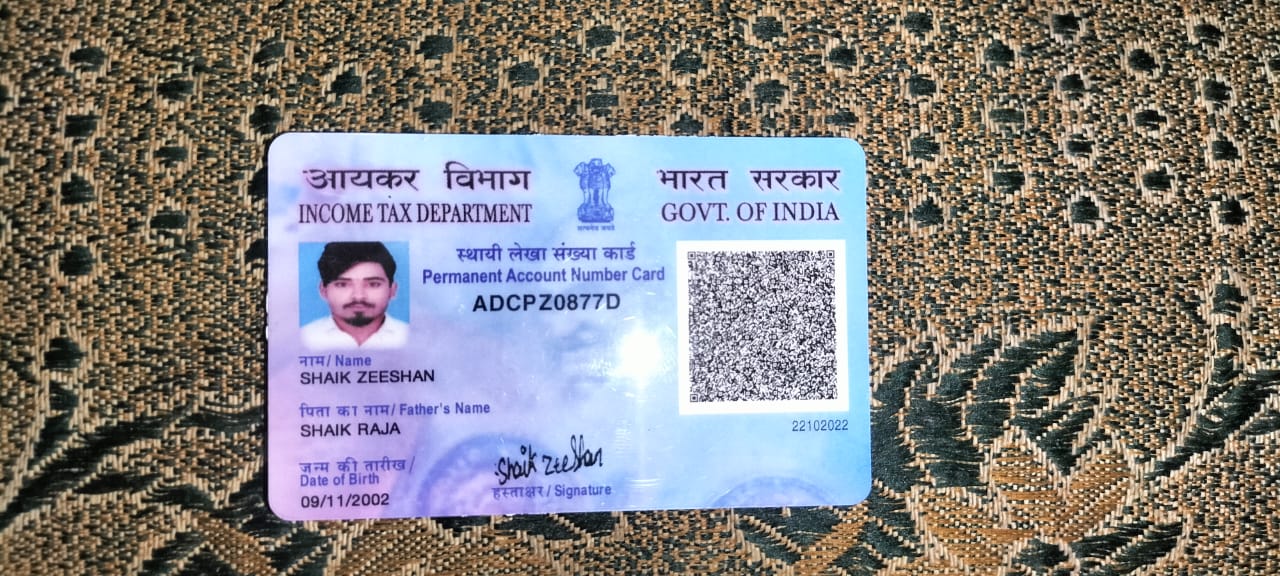 आयकर विभाग
INCOME TAX DEPARTMENT
सत्यमेव जयते
भारत सरकार
GOVT. OF INDIA
स्थायी लेखा संख्या कार्ड
Permanent Account Number Card
ADCPZ0877D
नाम / Name
SHAIK ZEESHAN
पिता का नाम / Father's Name
SHAIK RAJA
जन्म की तारीख /
Date of Birth
09/11/2002
Shaik Zeeshan
हस्ताक्षर / Signature
22102022